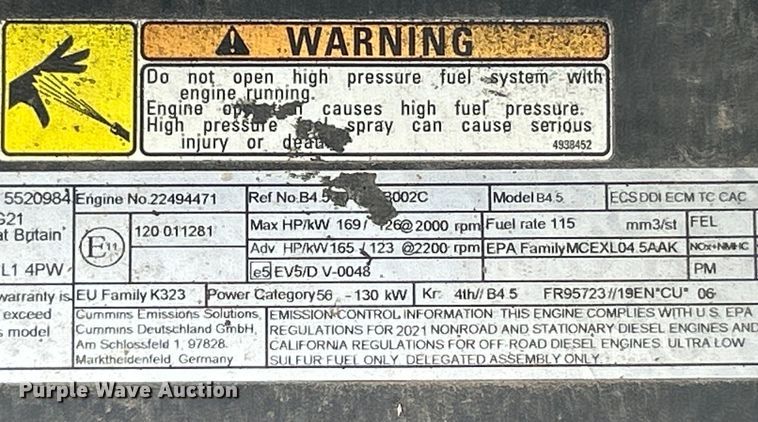 WARNING
Do not open high pressure fuel system with
engine running.
Engine causes high fuel pressure.
High pressure spray can cause serious
injury or
4938452
5520984 Engine No.22494471 Ref No.B4.5 B002C Model B4.5 ECS DDI ECM TC CAC
G21
at Britain
L1 4PW
E11
120 011281
Max HP/kW 169 / 126@2000 rpm Fuel rate 115 mm3/st FEL
Adv HP/kW165 / 123 @2200 rpm EPA FamilyMCEXL04.5AAK NOx+NMHC
e5 EV5/D V-0048 PM
warranty is EU Family K323 Power Category56 -130 kW Kr: 4th//B4.5 FR95723//19EN"CU" 06
exceed
s model
Cummins Emissions Solutions,
Cummins Deutschland GmbH,
Am Schlossfeld 1, 97828.
Marktheidenfeld, Germany
EMISSION CONTROL INFORMATION THIS ENGINE COMPLIES WITH U.S. EPA
REGULATIONS FOR 2021 NONROAD AND STATIONARY DIESEL ENGINES AND
CALIFORNIA REGULATIONS FOR OFF-ROAD DIESEL ENGINES. ULTRA LOW
SULFUR FUEL ONLY. DELEGATED ASSEMBLY ONLY
Purple Wave Auction